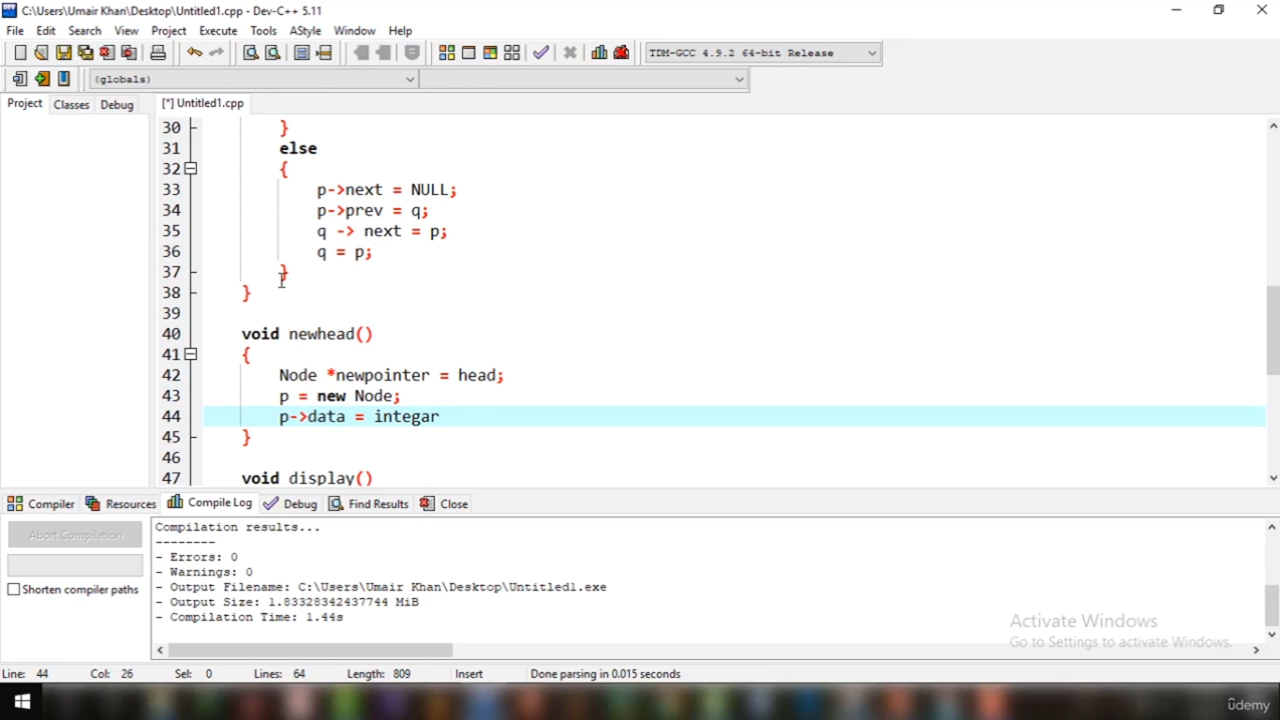 C:\Users\Umair Khan\Desktop\Untitled1.cpp - Dev-C++ 5.11
File Edit Search View Project Execute Tools AStyle Window Help
TDM-GCC 4.9.2 64-bit Release
(globals)
Project Classes Debug [*] Untitled1.cpp
30 }
31 else
32 {
33 p->next = NULL;
34 p->prev = q;
35 q -> next = p;
36 q = p;
37 }
38 }
39
40 void newhead()
41 {
42 Node *newpointer = head;
43 p = new Node;
44 p->data = integar
45 }
46
47 void display()
Compiler Resources Compile Log Debug Find Results Close
Abort Compilation
Shorten compiler paths
Compilation results...
--------
- Errors: 0
- Warnings: 0
- Output Filename: C:\Users\Umair Khan\Desktop\Untitled1.exe
- Output Size: 1.83328342437744 MiB
- Compilation Time: 1.44s
Activate Windows
Go to Settings to activate Windows.
Line: 44 Col: 26 Sel: 0 Lines: 64 Length: 809 Insert Done parsing in 0.015 seconds
ûdemy